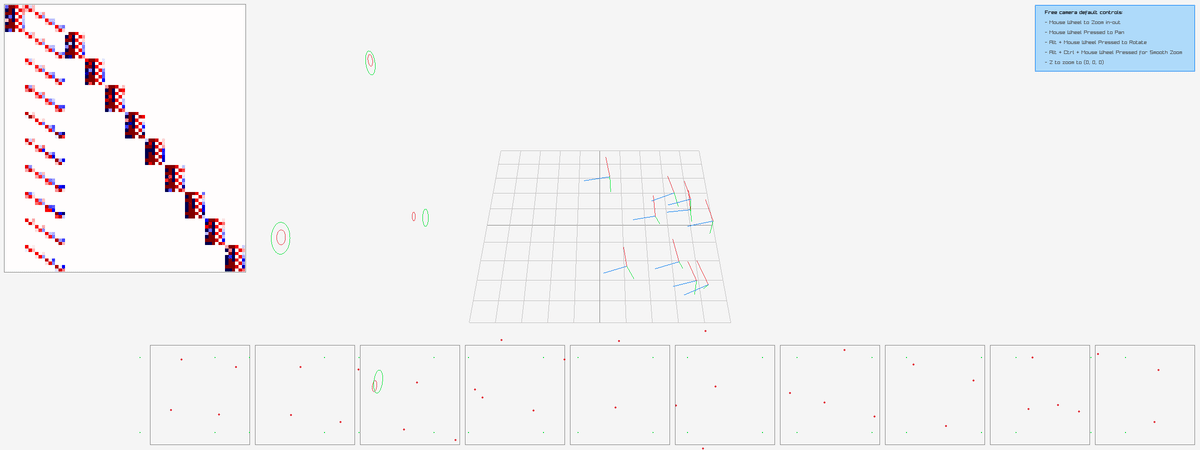 Free camera default controls:
- Mouse Wheel to Zoom in-out
- Mouse Wheel Pressed to Pan
- Alt + Mouse Wheel Pressed to Rotate
- Alt + Ctrl + Mouse Wheel Pressed for Smooth Zoom
- Z to zoom to (0, 0, 0)